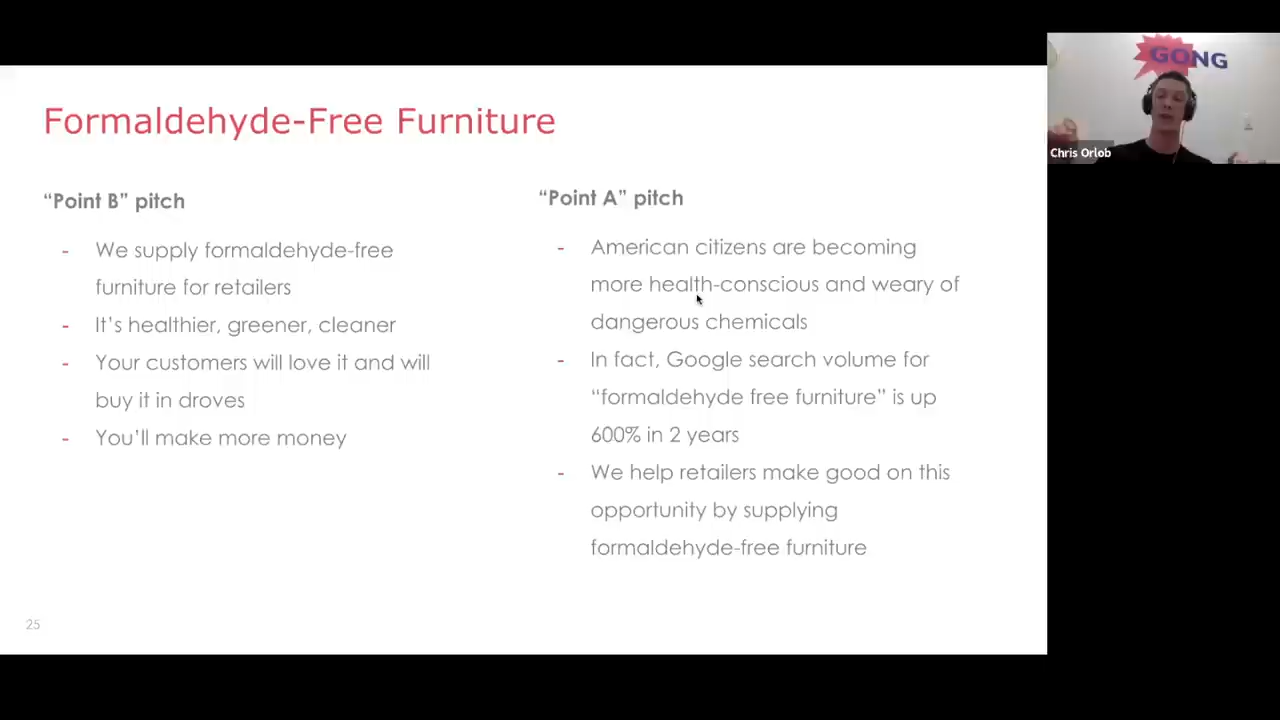 Formaldehyde-Free Furniture
“Point B” pitch
- We supply formaldehyde-free
furniture for retailers
- It’s healthier, greener, cleaner
- Your customers will love it and will
buy it in droves
- You’ll make more money
“Point A” pitch
- American citizens are becoming
more health-conscious and weary of
dangerous chemicals
- In fact, Google search volume for
“formaldehyde free furniture” is up
600% in 2 years
- We help retailers make good on this
opportunity by supplying
formaldehyde-free furniture
25
GONG
Chris Orlob